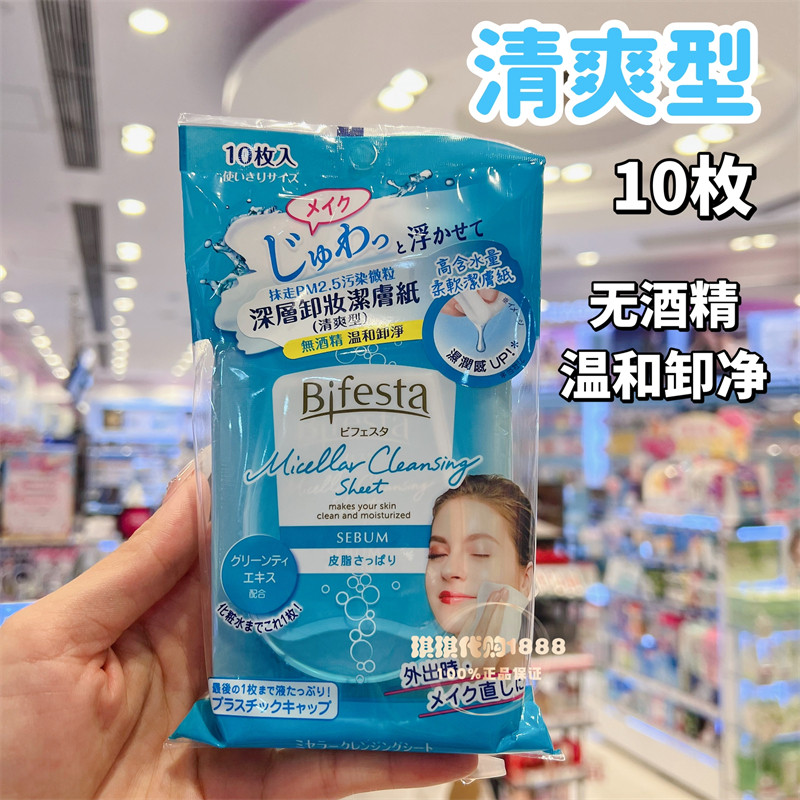 清爽型
10枚
无酒精
温和卸净
10枚入
使いきりサイズ
メイク
じゅわっと浮かせて
抹走PM2.5污染微粒
深層卸妝潔膚紙
(清爽型)
無酒精 溫和卸淨
高含水量
柔軟潔膚紙
濕潤感 UP!*
Bifesta
ビフェスタ
Micellar Cleansing
Sheet
makes your skin
clean and moisturized
SEBUM
皮脂さっぱり
グリーンティ
エキス
配合
化粧水までこれ1枚!
琪琪代购1888
100%正品保证
外出時・
メイク直しに
最後の1枚まで液たっぷり!
プラスチックキャップ
ミセラークレンジングシート